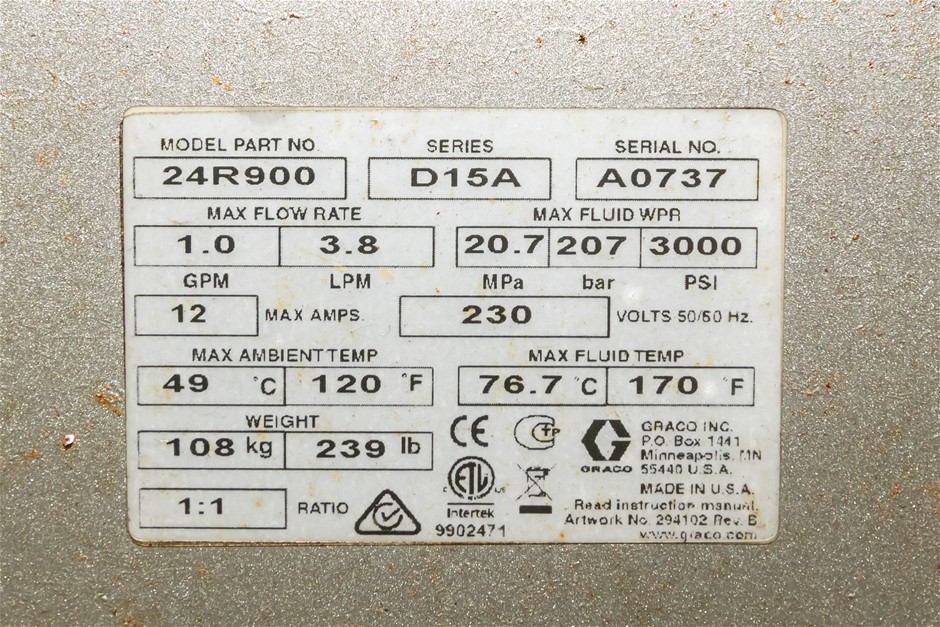 MODEL PART NO. SERIES SERIAL NO.
24R900 D15A A0737
MAX FLOW RATE MAX FLUID WPR
1.0 3.8 20.7 207 3000
GPM LPM MPa bar PSI
12 MAX AMPS. 230 VOLTS 50/60 Hz.
MAX AMBIENT TEMP MAX FLUID TEMP
49 °C 120 °F 76.7 °C 170 °F
WEIGHT
108 kg 239 lb
1:1 RATIO
CE
ETL
C US
Intertek
9902471
GRACO
GRACO INC.
P.O. Box 1441
Minneapolis, MN
55440 U.S.A.
MADE IN U.S.A.
Read instruction manual.
Artwork No. 294102 Rev. B
www.graco.com